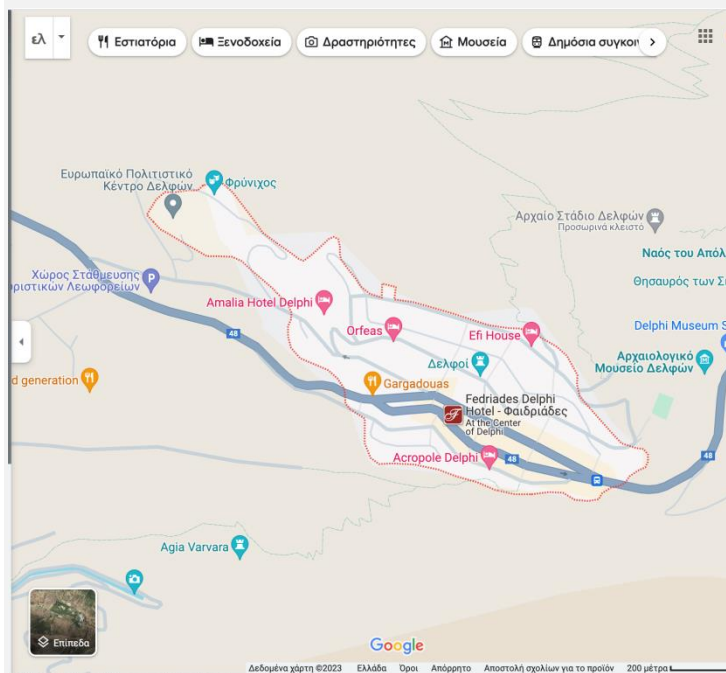 ελ
Εστιατόρια
Ξενοδοχεία
Δραστηριότητες
Μουσεία
Δημόσια συγκοιν
Ευρωπαϊκό Πολιτιστικό
Κέντρο Δελφών
Φρύνιχος
Αρχαίο Στάδιο Δελφών
Προσωρινά κλειστό
Ναός του Απόλ
Χώρος Στάθμευσης
οριστικών Λεωφορείων
P
Θησαυρός των Σι
Amalia Hotel Delphi
Orfeas
Efi House
Delphi Museum S
48
Δελφοί
Αρχαιολογικό
Μουσείο Δελφών
d generation
Gargadouas
Fedriades Delphi
Hotel - Φαιδριάδες
At the Center
of Delphi
Acropole Delphi
48
48
Agia Varvara
Επίπεδα
Google
Δεδομένα χάρτη ©2023 Ελλάδα Όροι Απόρρητο Αποστολή σχολίων για το προϊόν 200 μέτρα